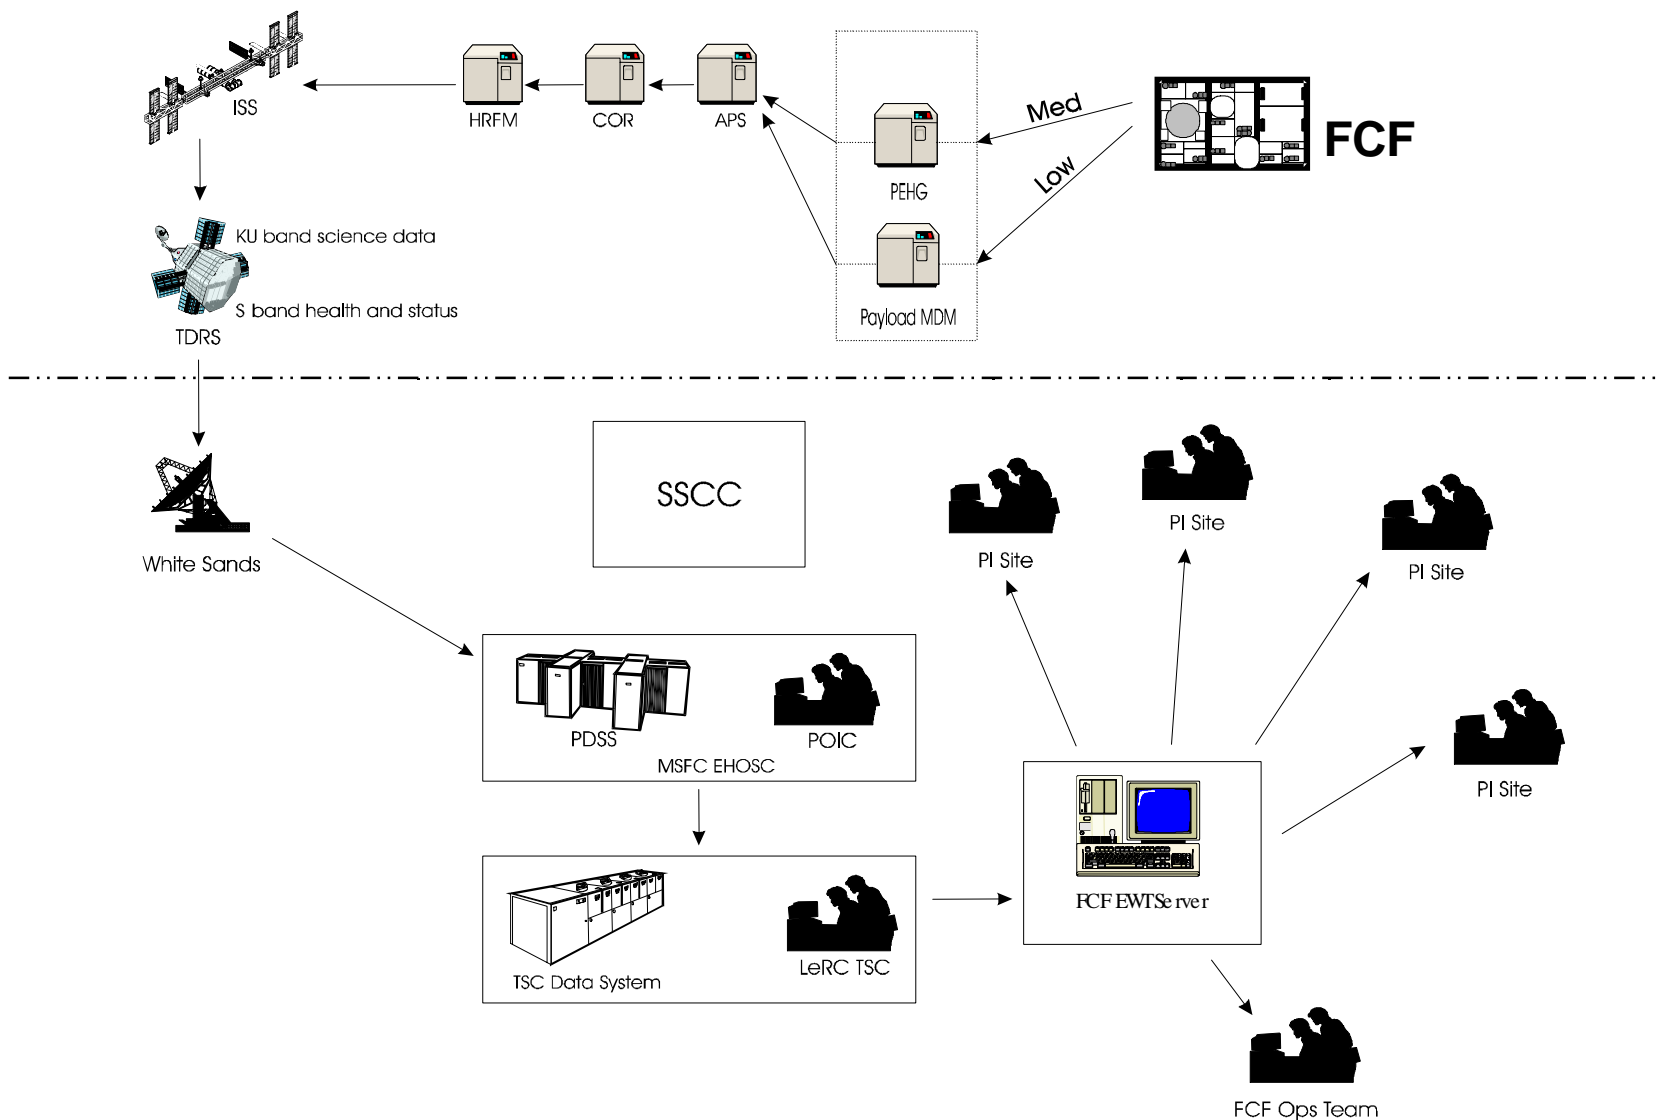 ISS
HRFM
COR
APS
Med
Low
FCF
PEHG
Payload MDM
KU band science data
S band health and status
TDRS
SSCC
White Sands
PI Site
PI Site
PI Site
PI Site
PDSS
POIC
MSFC EHOSC
TSC Data System
LeRC TSC
FCF EWTServer
FCF Ops Team